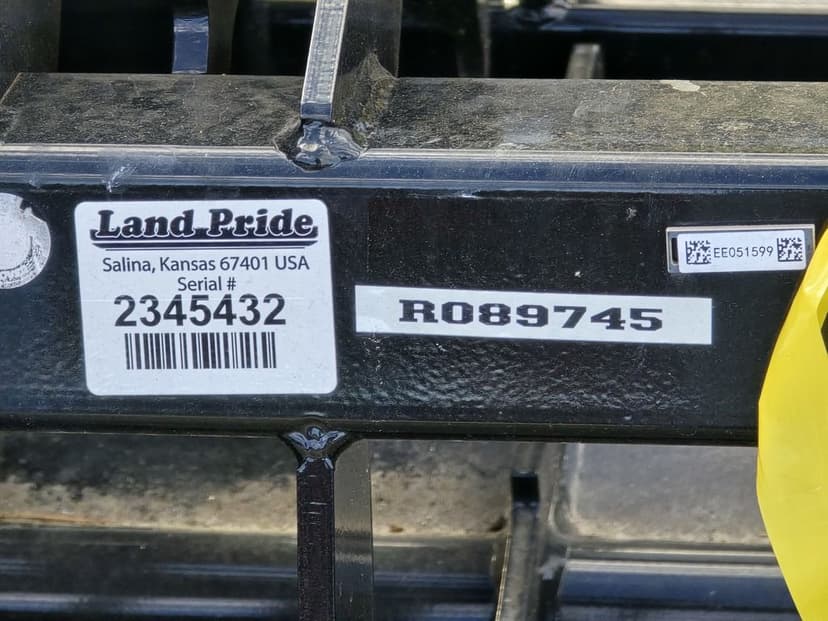 Land Pride
Salina, Kansas 67401 USA
Serial #
2345432
R089745
EE051599